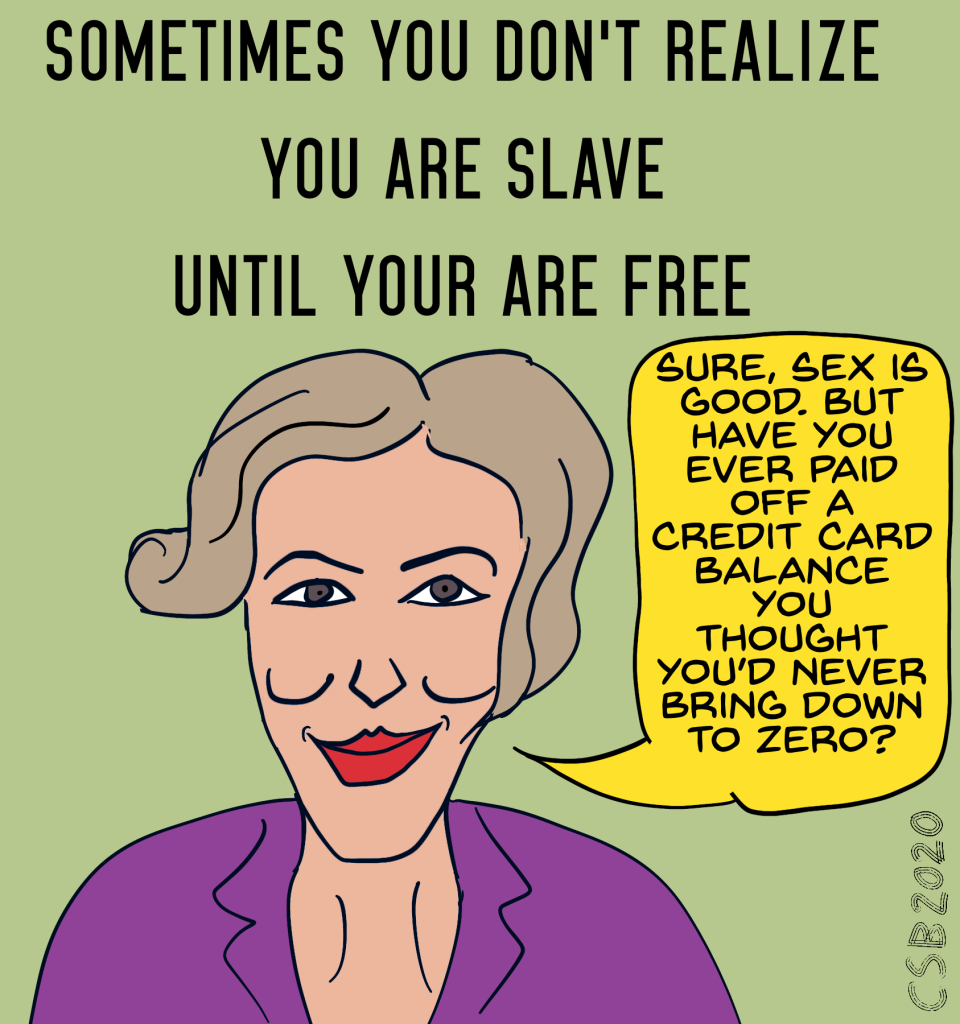 SOMETIMES YOU DON'T REALIZE
YOU ARE SLAVE
UNTIL YOUR ARE FREE
SURE, SEX IS
GOOD. BUT
HAVE YOU
EVER PAID
OFF A
CREDIT CARD
BALANCE
YOU
THOUGHT
YOU'D NEVER
BRING DOWN
TO ZERO?
CSB2020